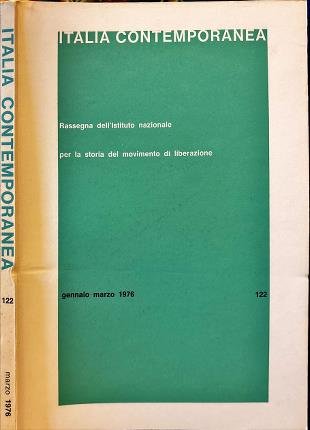 ITALIA CONTEMPORANEA
122
marzo 1976
ITALIA CONTEMPORANEA
Rassegna dell'Istituto nazionale
per la storia del movimento di liberazione
gennaio marzo 1976 122